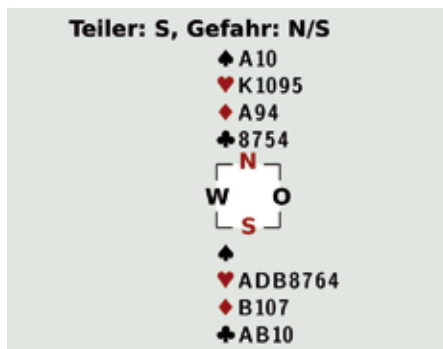 Teiler: S, Gefahr: N/S
♠ A10
♥ K1095
♦ A94
♣ 8754
N
W O
S
♠
♥ ADB8764
♦ B107
♣ AB10